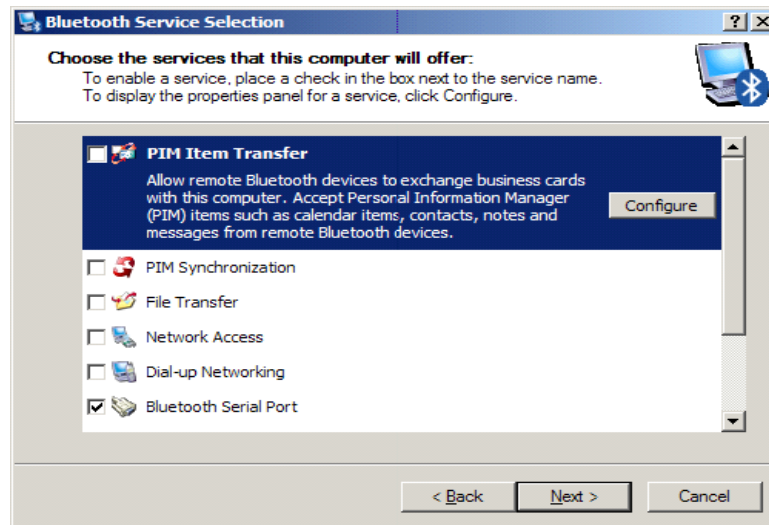 Bluetooth Service Selection
Choose the services that this computer will offer:
To enable a service, place a check in the box next to the service name.
To display the properties panel for a service, click Configure.
PIM Item Transfer
Allow remote Bluetooth devices to exchange business cards
with this computer. Accept Personal Information Manager
(PIM) items such as calendar items, contacts, notes and
messages from remote Bluetooth devices.
Configure
PIM Synchronization
File Transfer
Network Access
Dial-up Networking
Bluetooth Serial Port
< Back
Next >
Cancel